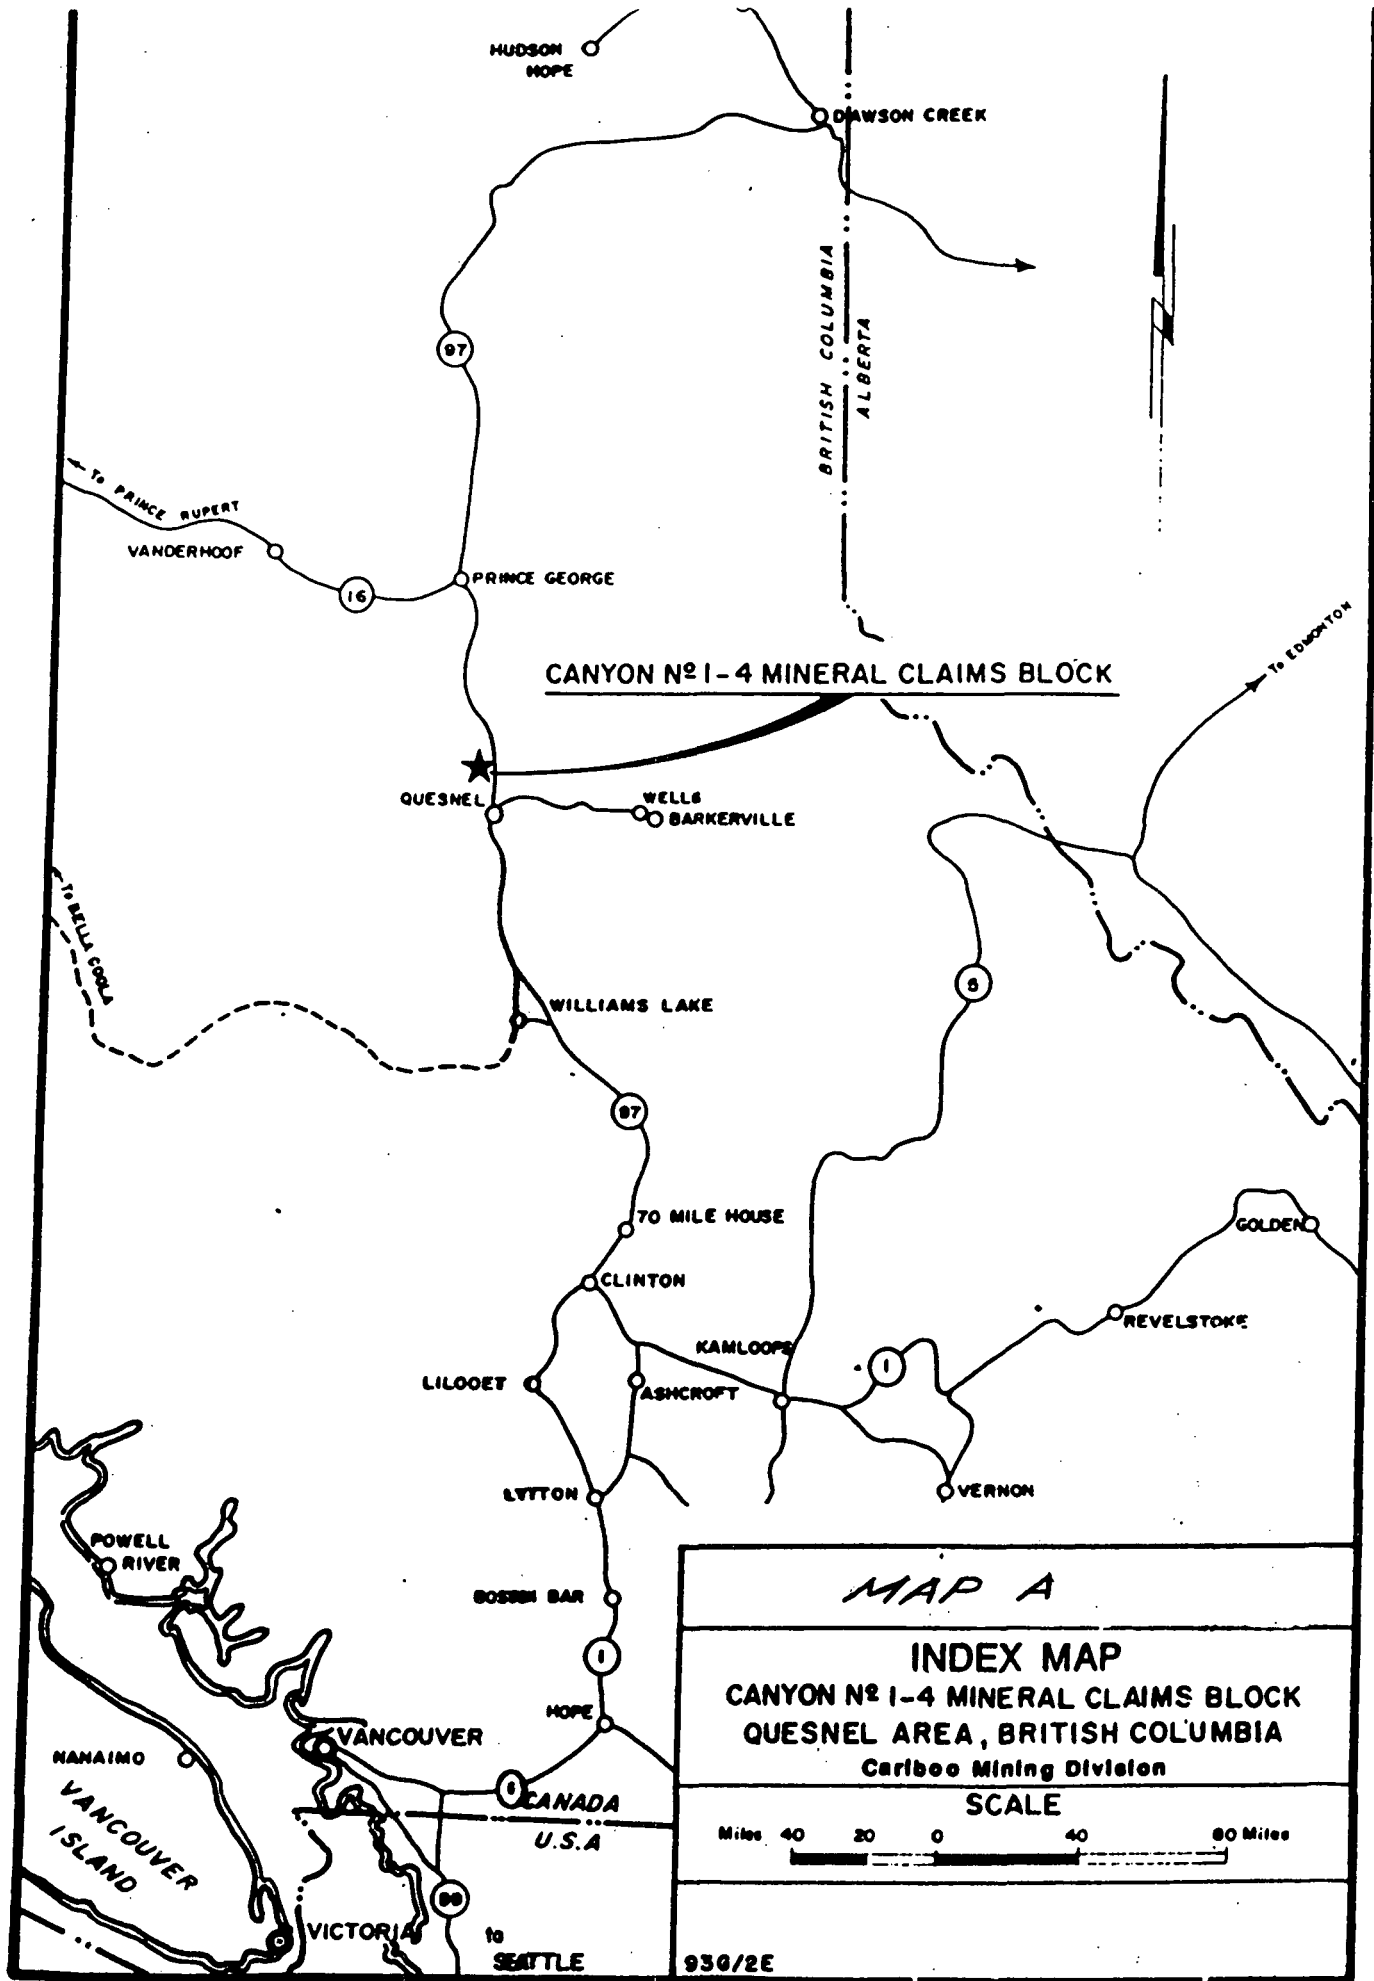 HUDSON
HOPE
DAWSON CREEK
BRITISH COLUMBIA
ALBERTA
97
To PRINCE RUPERT
VANDERHOOF
16
PRINCE GEORGE
To EDMONTON
CANYON Nº 1-4 MINERAL CLAIMS BLOCK
QUESNEL
WELLS
BARKERVILLE
To BELLA COOLA
5
WILLIAMS LAKE
97
70 MILE HOUSE
GOLDEN
CLINTON
REVELSTOKE
KAMLOOPS
1
LILOOET
ASHCROFT
LYTTON
VERNON
POWELL
RIVER
BOSTON BAR
1
HOPE
VANCOUVER
NANAIMO
CANADA
U.S.A
VANCOUVER
ISLAND
VICTORIA
to
SEATTLE
MAP A
INDEX MAP
CANYON Nº 1-4 MINERAL CLAIMS BLOCK
QUESNEL AREA, BRITISH COLUMBIA
Cariboo Mining Division
SCALE
Miles 40 20 0 40 80 Miles
93G/2E